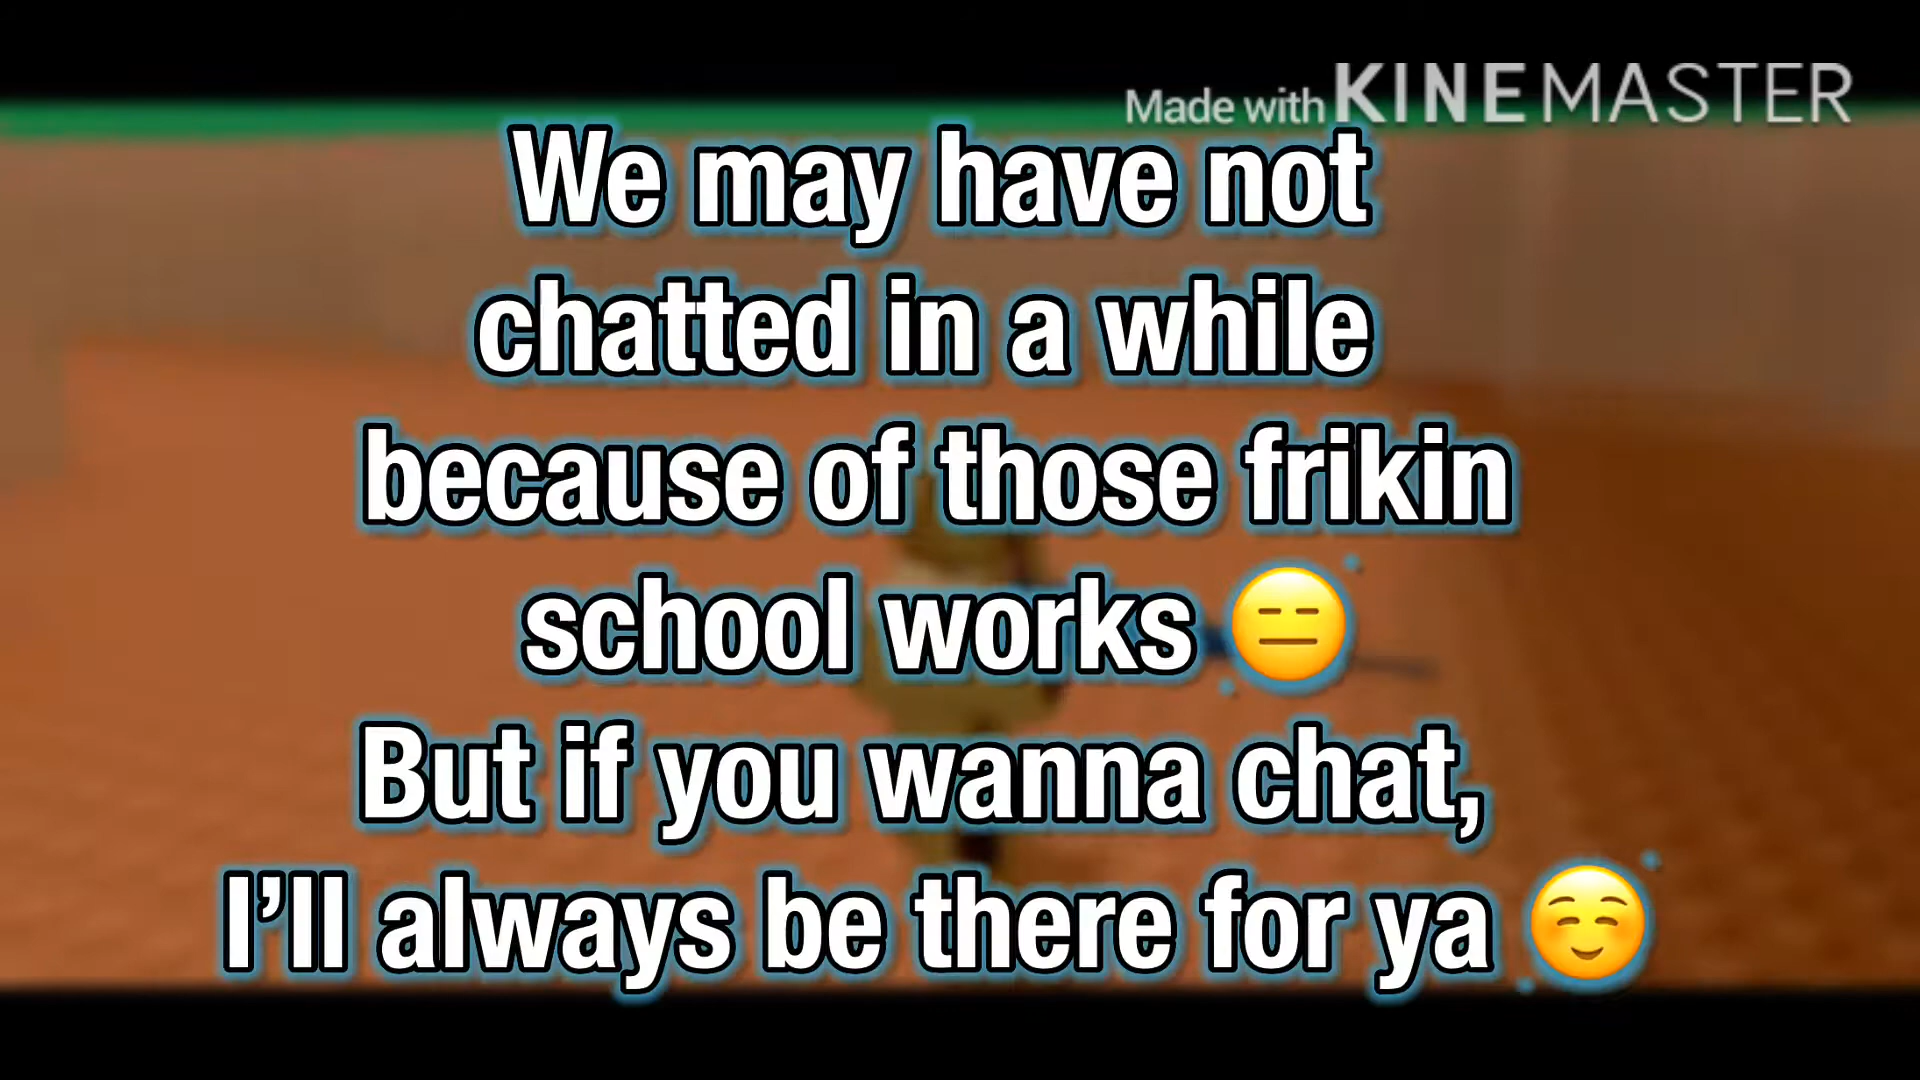 Made with KINEMASTER
We may have not
chatted in a while
because of those frikin
school works 😑
But if you wanna chat,
I’ll always be there for ya ☺️